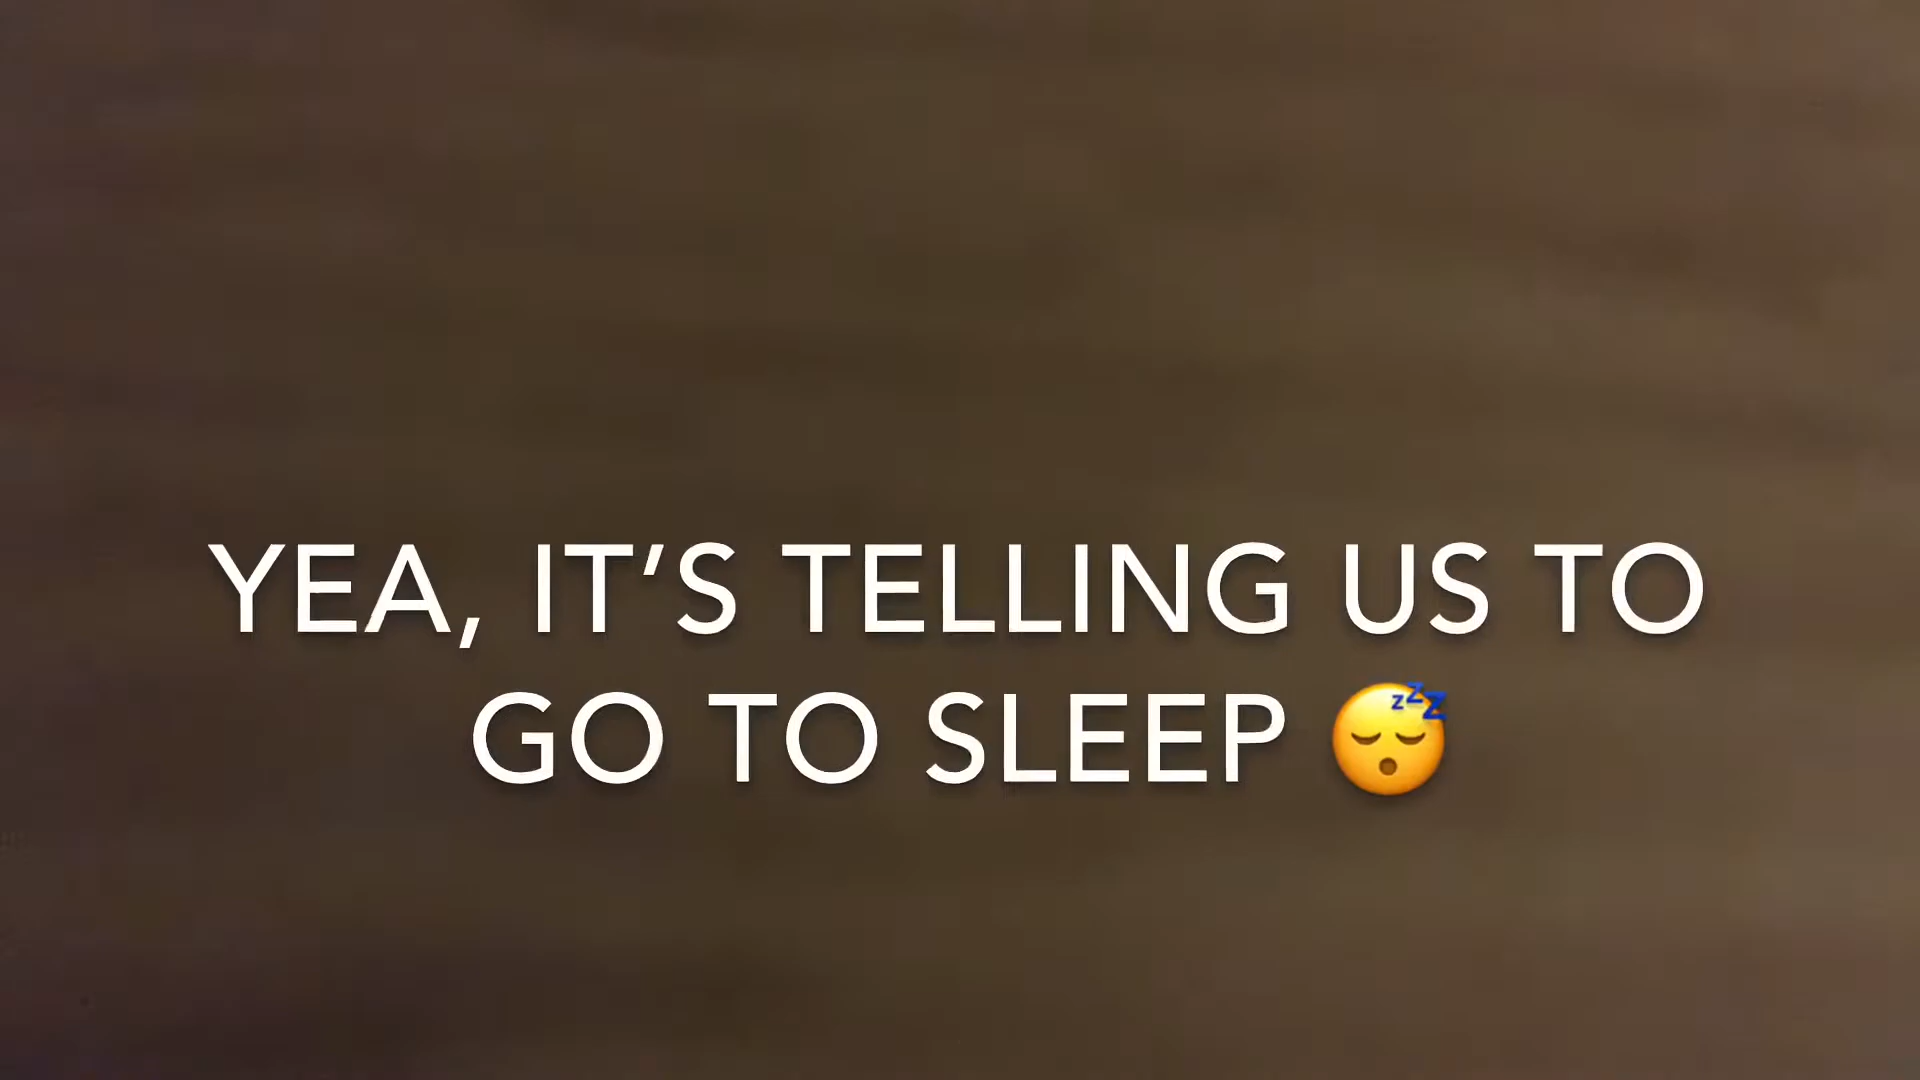 YEA, IT’S TELLING US TO
GO TO SLEEP 😴